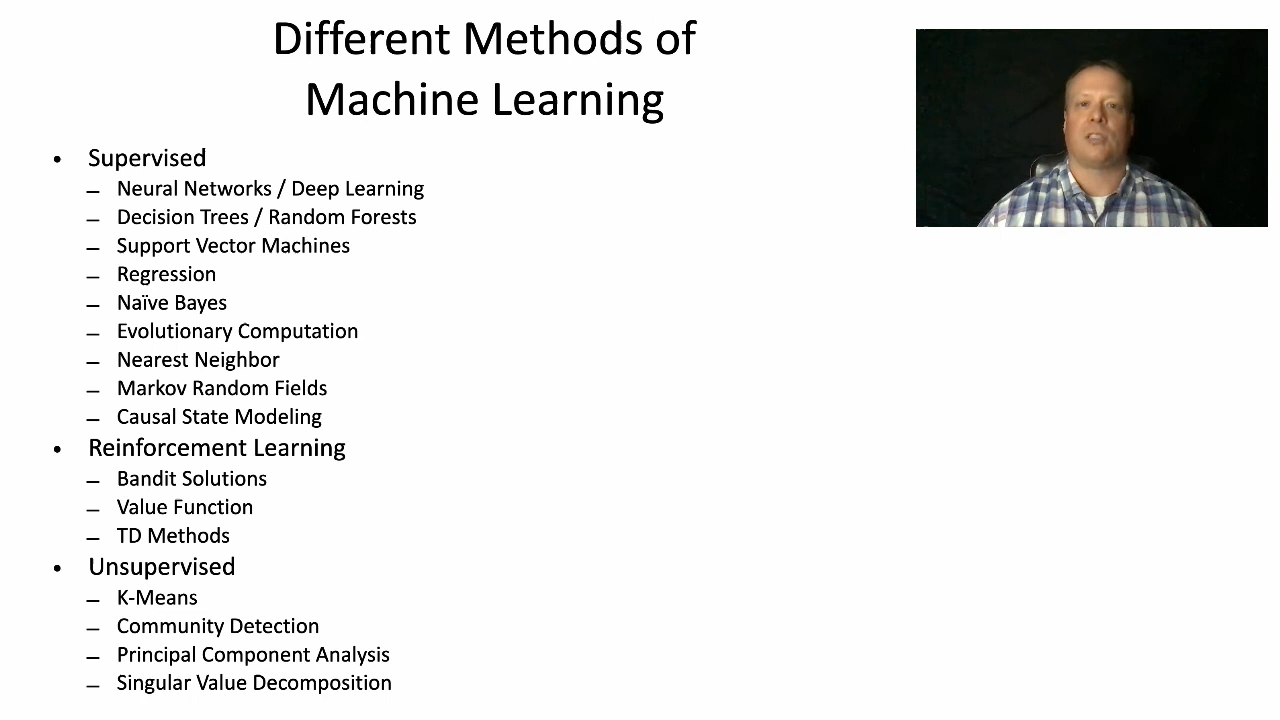 Different Methods of
Machine Learning
• Supervised
– Neural Networks / Deep Learning
– Decision Trees / Random Forests
– Support Vector Machines
– Regression
– Naïve Bayes
– Evolutionary Computation
– Nearest Neighbor
– Markov Random Fields
– Causal State Modeling
• Reinforcement Learning
– Bandit Solutions
– Value Function
– TD Methods
• Unsupervised
– K-Means
– Community Detection
– Principal Component Analysis
– Singular Value Decomposition